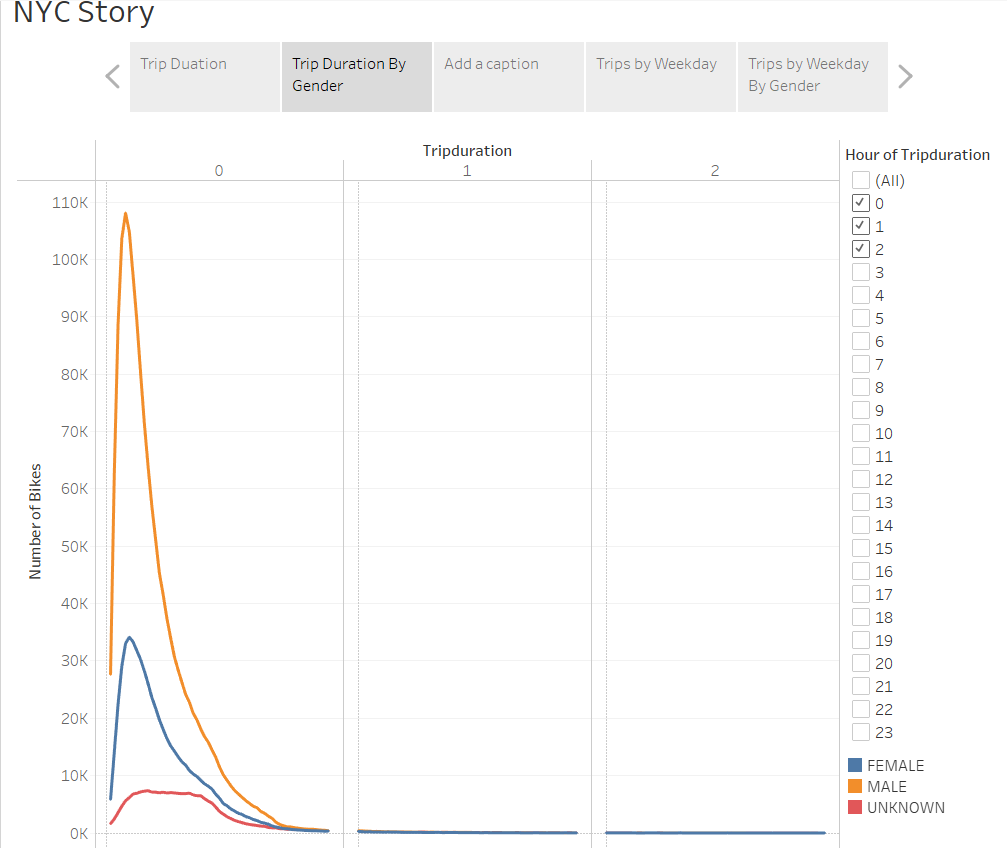 NYC Story
Trip Duation
Trip Duration By
Gender
Add a caption
Trips by Weekday
Trips by Weekday
By Gender
Tripduration
0
1
2
110K
100K
90K
80K
70K
60K
50K
40K
30K
20K
10K
0K
Number of Bikes
Hour of Tripduration
(All)
0
1
2
3
4
5
6
7
8
9
10
11
12
13
14
15
16
17
18
19
20
21
22
23
FEMALE
MALE
UNKNOWN